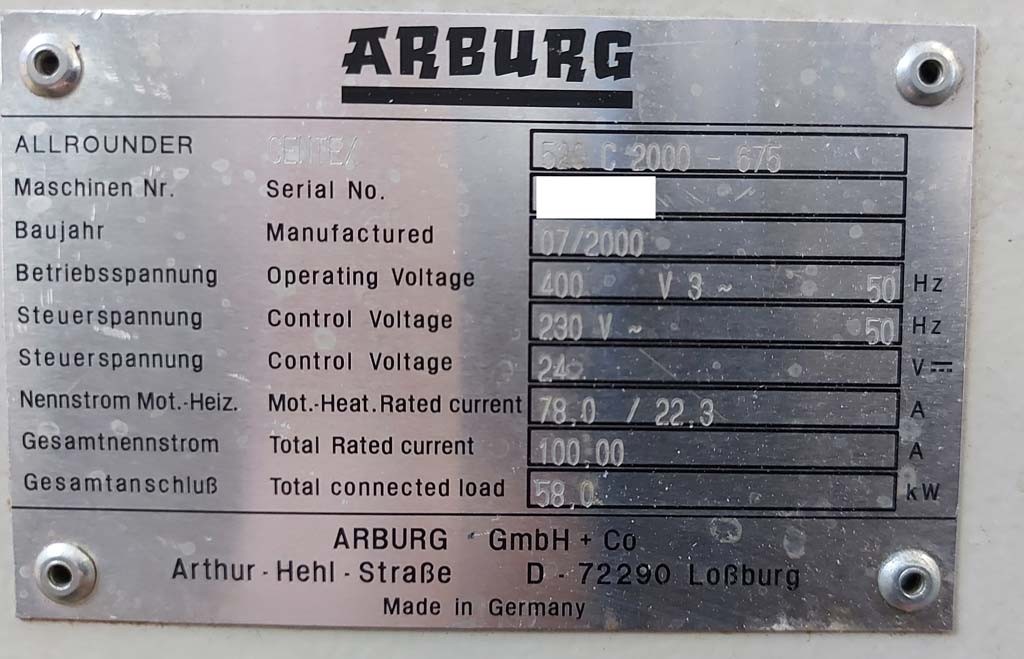 ARBURG
ALLROUNDER C 2000 - 675
Maschinen Nr. Serial No.
Baujahr Manufactured 07/2000
Betriebsspannung Operating Voltage 400 V 3 ~ 50 Hz
Steuerspannung Control Voltage 230 V ~ 50 Hz
Steuerspannung Control Voltage 24 V ⎓
Nennstrom Mot.-Heiz. Mot.-Heat.Rated current 78,0 / 22,3 A
Gesamtnennstrom Total Rated current 100,00 A
Gesamtanschluß Total connected load 58,0 kW
ARBURG GmbH + Co
Arthur - Hehl - Straße D - 72290 Loßburg
Made in Germany